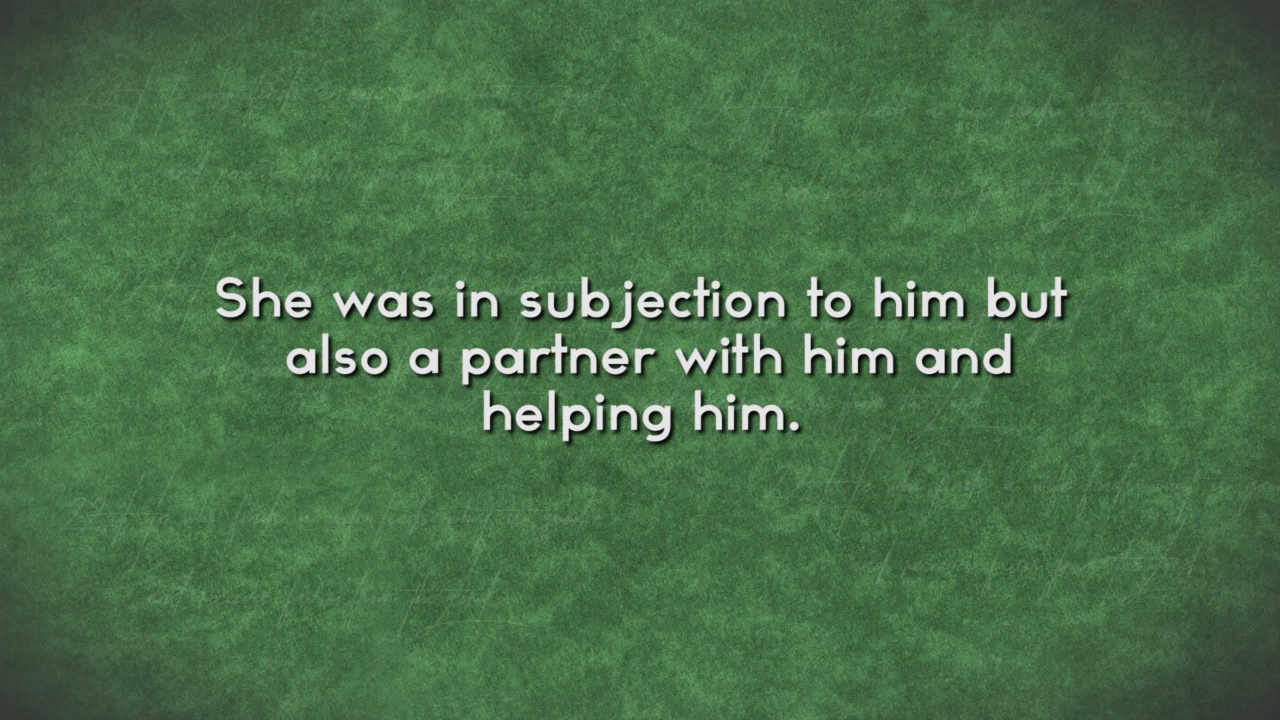 She was in subjection to him but
also a partner with him and
helping him.